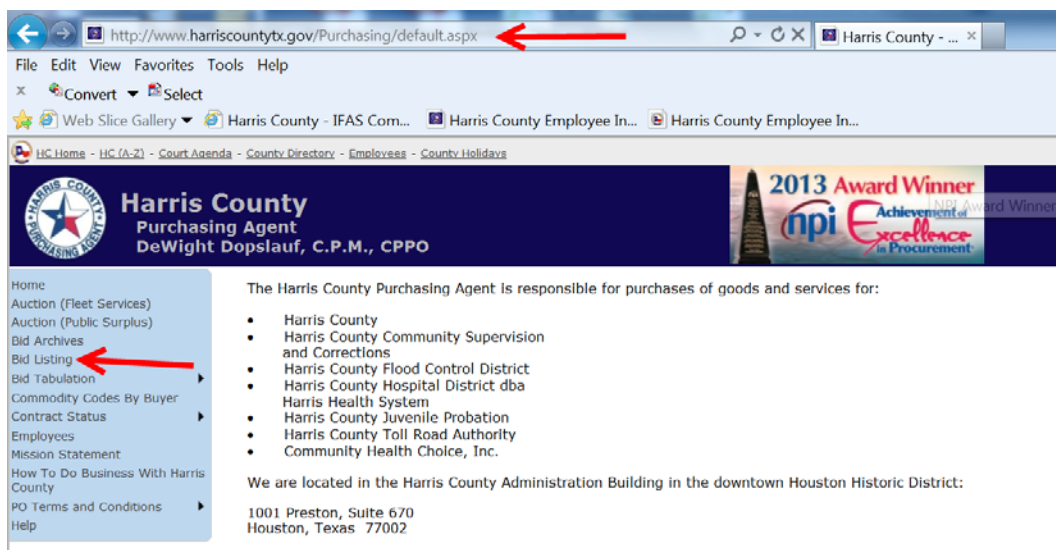 http://www.harriscountytx.gov/Purchasing/default.aspx
Harris County - ...
File Edit View Favorites Tools Help
x Convert Select
Web Slice Gallery Harris County - IFAS Com... Harris County Employee In... Harris County Employee In...
HC Home - HC (A-Z) - Court Agenda - County Directory - Employees - County Holidays
HARRIS COUNTY
PURCHASING AGENT
Harris County
Purchasing Agent
DeWight Dopslauf, C.P.M., CPPO
2013 Award Winner
npi Achievement of
Excellence
in Procurement
NPI Award Winner
Home
Auction (Fleet Services)
Auction (Public Surplus)
Bid Archives
Bid Listing
Bid Tabulation
Commodity Codes By Buyer
Contract Status
Employees
Mission Statement
How To Do Business With Harris
County
PO Terms and Conditions
Help
The Harris County Purchasing Agent is responsible for purchases of goods and services for:
• Harris County
• Harris County Community Supervision
and Corrections
• Harris County Flood Control District
• Harris County Hospital District dba
Harris Health System
• Harris County Juvenile Probation
• Harris County Toll Road Authority
• Community Health Choice, Inc.
We are located in the Harris County Administration Building in the downtown Houston Historic District:
1001 Preston, Suite 670
Houston, Texas 77002